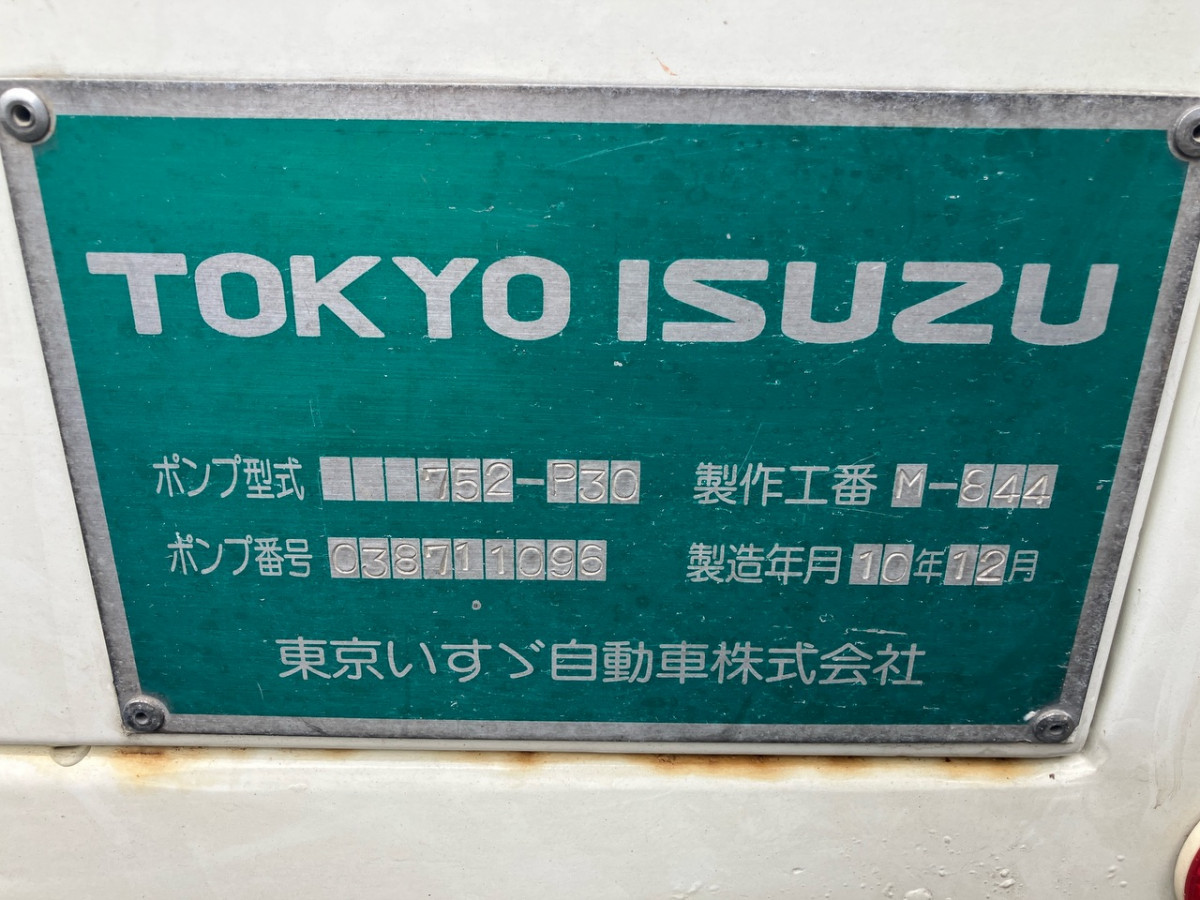 TOKYO ISUZU
ポンプ型式 752-P30 製作工番 M-844
ポンプ番号 038711096 製造年月 10年12月
東京いすゞ自動車株式会社